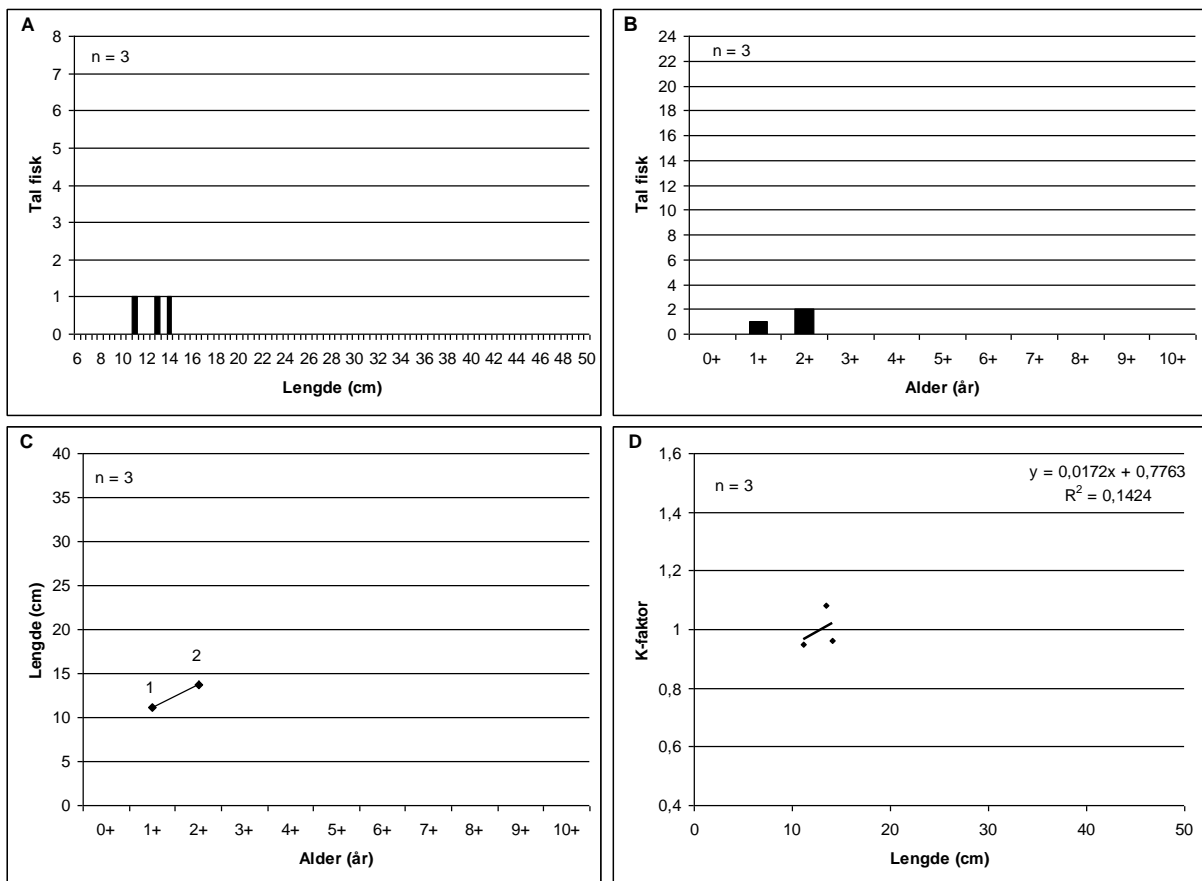 A
n = 3
Tal fisk
8
7
6
5
4
3
2
1
0
6 8 10 12 14 16 18 20 22 24 26 28 30 32 34 36 38 40 42 44 46 48 50
Lengde (cm)
B
n = 3
Tal fisk
24
22
20
18
16
14
12
10
8
6
4
2
0
0+ 1+ 2+ 3+ 4+ 5+ 6+ 7+ 8+ 9+ 10+
Alder (år)
C
n = 3
Lengde (cm)
40
35
30
25
20
15
10
5
0
1
2
0+ 1+ 2+ 3+ 4+ 5+ 6+ 7+ 8+ 9+ 10+
Alder (år)
D
n = 3
y = 0,0172x + 0,7763
R² = 0,1424
K-faktor
1,6
1,4
1,2
1
0,8
0,6
0,4
0 10 20 30 40 50
Lengde (cm)